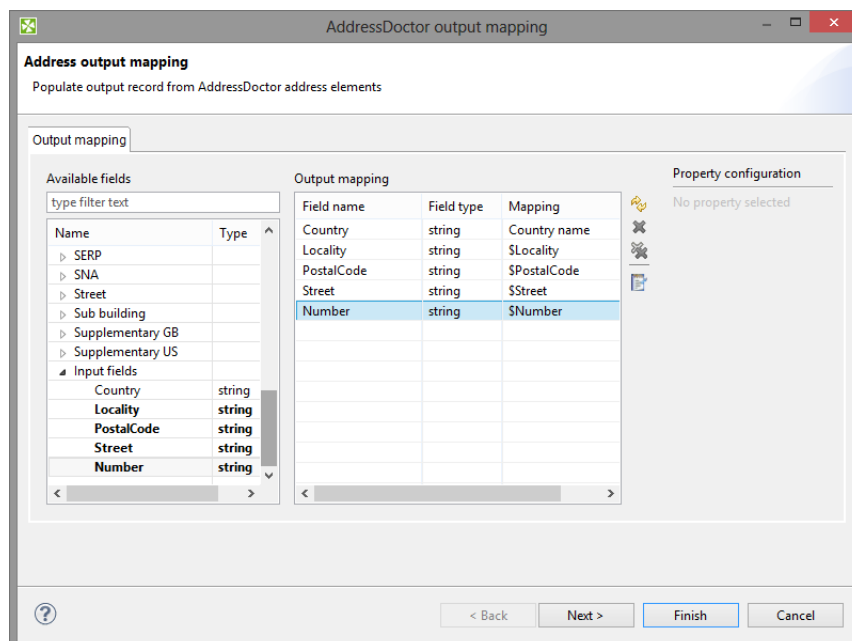 AddressDoctor output mapping
Address output mapping
Populate output record from AddressDoctor address elements
Output mapping
Available fields
type filter text
Name Type
SERP
SNA
Street
Sub building
Supplementary GB
Supplementary US
Input fields
Country string
Locality string
PostalCode string
Street string
Number string
Output mapping
Field name Field type Mapping
Country string Country name
Locality string $Locality
PostalCode string $PostalCode
Street string $Street
Number string $Number
Property configuration
No property selected
< Back Next > Finish Cancel